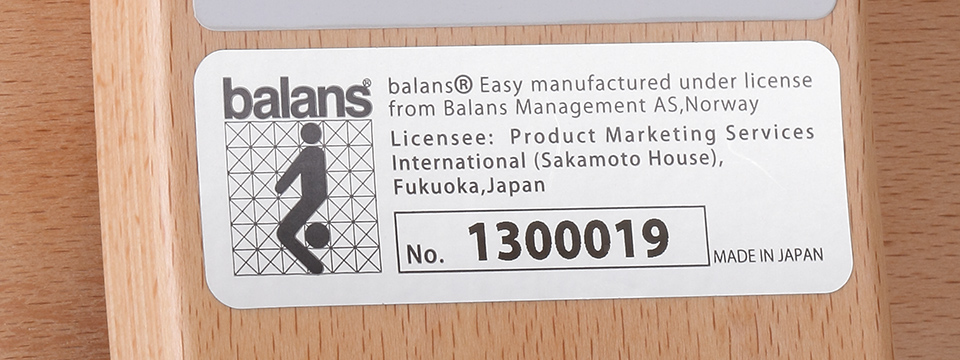 balans®
balans® Easy manufactured under license
from Balans Management AS,Norway
Licensee: Product Marketing Services
International (Sakamoto House),
Fukuoka,Japan
No. 1300019
MADE IN JAPAN